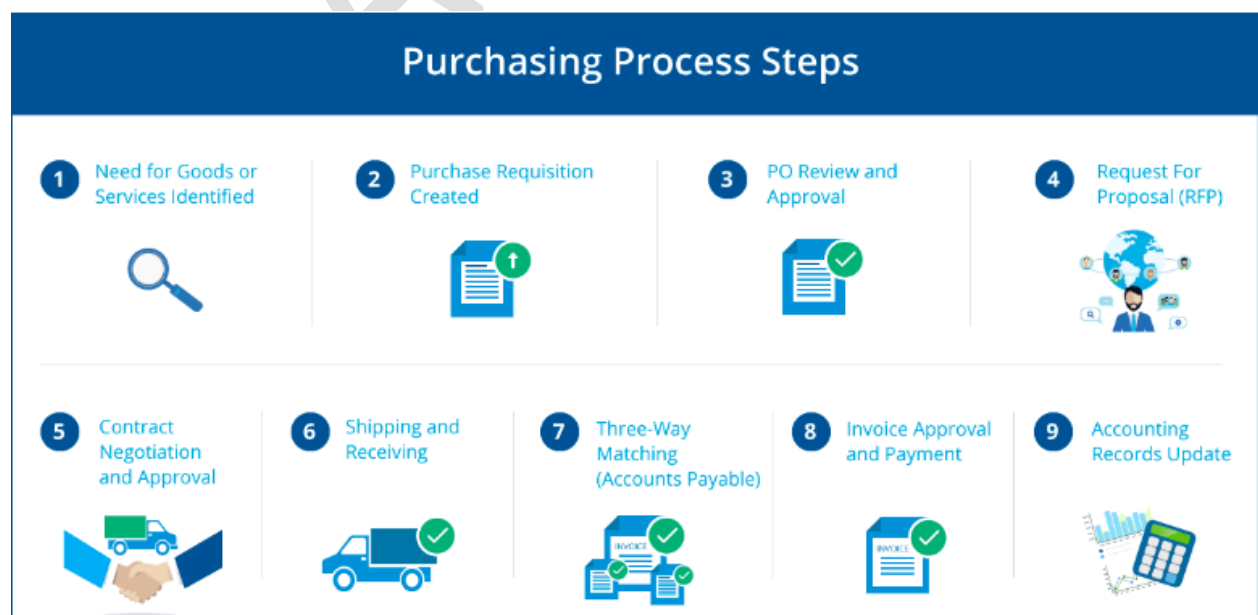 Purchasing Process Steps
1
Need for Goods or
Services Identified
2
Purchase Requisition
Created
3
PO Review and
Approval
4
Request For
Proposal (RFP)
5
Contract
Negotiation
and Approval
6
Shipping and
Receiving
7
Three-Way
Matching
(Accounts Payable)
INVOICE
8
Invoice Approval
and Payment
INVOICE
9
Accounting
Records Update